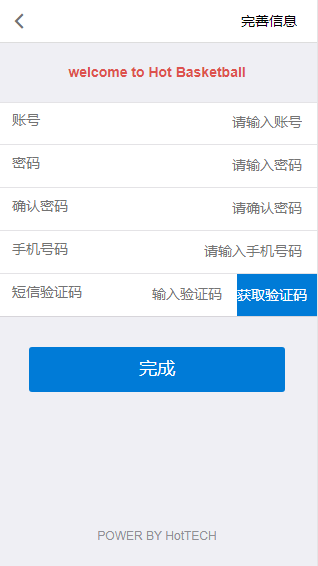 完善信息
welcome to Hot Basketball
账号 请输入账号
密码 请输入密码
确认密码 请确认密码
手机号码 请输入手机号码
短信验证码 输入验证码 获取验证码
完成
POWER BY HotTECH